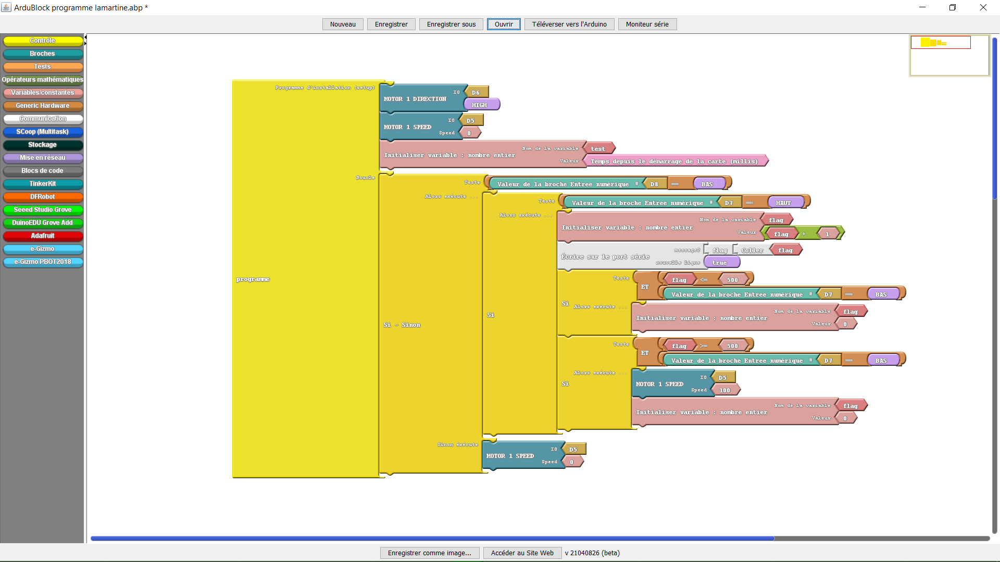 ArduBlock programme lamartine.abp *
Nouveau Enregistrer Enregistrer sous Ouvrir Téléverser vers l'Arduino Moniteur série
Contrôle
Broches
Tests
Opérateurs mathématiques
Variables/constantes
Generic Hardware
Communication
SCoop (Multitask)
Stockage
Mise en réseau
Blocs de code
TinkerKit
DFRobot
Seeed Studio Grove
DuinoEDU Grove Add
Adafruit
e-Gizmo
e-Gizmo PBOT2018
programme
Programme d'installation (setup)
MOTOR 1 DIRECTION IO D6
HIGH
MOTOR 1 SPEED IO D5
Speed 0
Initialiser variable : nombre entier Nom de la variable test
Valeur Temps depuis le démarrage de la carte (millis)
Boucle
Si - Sinon
Teste Valeur de la broche Entree numérique # D8 == BAS
Alors exécute ...
Si
Teste Valeur de la broche Entree numérique # D7 == HAUT
Alors exécute ...
Initialiser variable : nombre entier Nom de la variable flag
Valeur flag + 1
Écrire sur le port série message2 flag Coller flag
nouvelle ligne true
Si
Teste ET flag <= 500
Valeur de la broche Entree numérique # D7 == BAS
Alors exécute ...
Initialiser variable : nombre entier Nom de la variable flag
Valeur 0
Si
Teste ET flag >= 500
Valeur de la broche Entree numérique # D7 == BAS
Alors exécute ...
MOTOR 1 SPEED IO D5
Speed 100
Initialiser variable : nombre entier Nom de la variable flag
Valeur 0
Sinon éxécute
MOTOR 1 SPEED IO D5
Speed 0
Enregistrer comme image... Accéder au Site Web v 21040826 (beta)